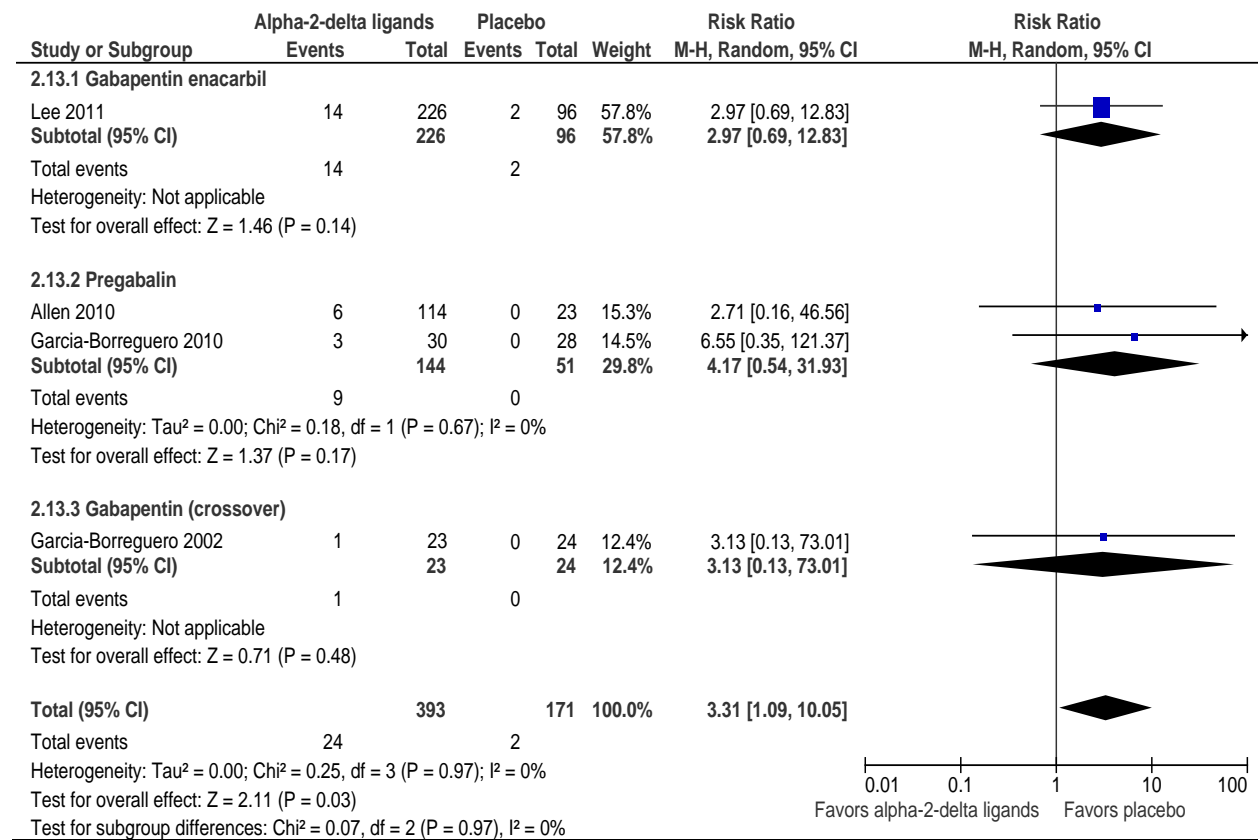 Alpha-2-delta ligands Placebo Risk Ratio Risk Ratio
Study or Subgroup Events Total Events Total Weight M-H, Random, 95% CI M-H, Random, 95% CI
2.13.1 Gabapentin enacarbil
Lee 2011 14 226 2 96 57.8% 2.97 [0.69, 12.83]
Subtotal (95% CI) 226 96 57.8% 2.97 [0.69, 12.83]
Total events 14 2
Heterogeneity: Not applicable
Test for overall effect: Z = 1.46 (P = 0.14)
2.13.2 Pregabalin
Allen 2010 6 114 0 23 15.3% 2.71 [0.16, 46.56]
Garcia-Borreguero 2010 3 30 0 28 14.5% 6.55 [0.35, 121.37]
Subtotal (95% CI) 144 51 29.8% 4.17 [0.54, 31.93]
Total events 9 0
Heterogeneity: Tau² = 0.00; Chi² = 0.18, df = 1 (P = 0.67); I² = 0%
Test for overall effect: Z = 1.37 (P = 0.17)
2.13.3 Gabapentin (crossover)
Garcia-Borreguero 2002 1 23 0 24 12.4% 3.13 [0.13, 73.01]
Subtotal (95% CI) 23 24 12.4% 3.13 [0.13, 73.01]
Total events 1 0
Heterogeneity: Not applicable
Test for overall effect: Z = 0.71 (P = 0.48)
Total (95% CI) 393 171 100.0% 3.31 [1.09, 10.05]
Total events 24 2
Heterogeneity: Tau² = 0.00; Chi² = 0.25, df = 3 (P = 0.97); I² = 0%
Test for overall effect: Z = 2.11 (P = 0.03)
Test for subgroup differences: Chi² = 0.07, df = 2 (P = 0.97), I² = 0%
0.01 0.1 1 10 100
Favors alpha-2-delta ligands Favors placebo